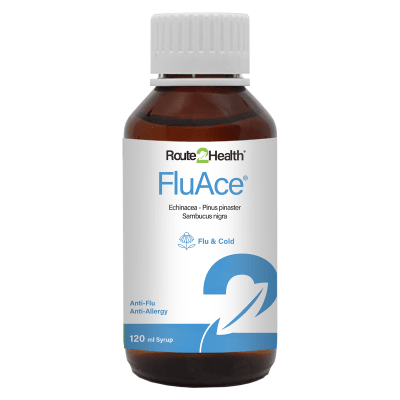 Route2Health®
FluAce®
Echinacea - Pinus pinaster
Sambucus nigra
Flu & Cold
Anti-Flu
Anti-Allergy
120 ml Syrup